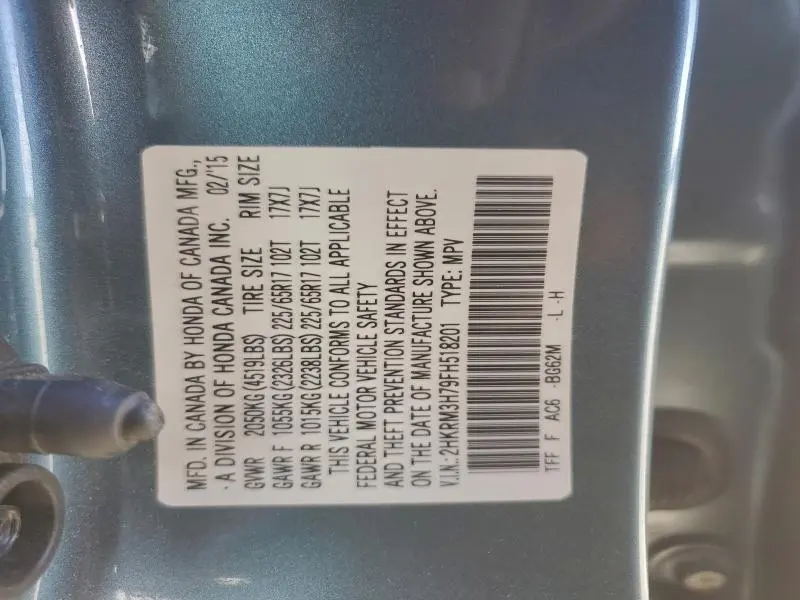 MFD. IN CANADA BY HONDA OF CANADA MFG.,
- A DIVISION OF HONDA CANADA INC. 02/'15
GVWR 2050KG (4519LBS) TIRE SIZE RIM SIZE
GAWR F 1055KG (2326LBS) 225/65R17 102T 17X7J
GAWR R 1015KG (2238LBS) 225/65R17 102T 17X7J
THIS VEHICLE CONFORMS TO ALL APPLICABLE
FEDERAL MOTOR VEHICLE SAFETY
AND THEFT PREVENTION STANDARDS IN EFFECT
ON THE DATE OF MANUFACTURE SHOWN ABOVE.
V.I.N.:2HKRM3H79FH518201 TYPE: MPV
TFF F AC6 -BG62M -L -H